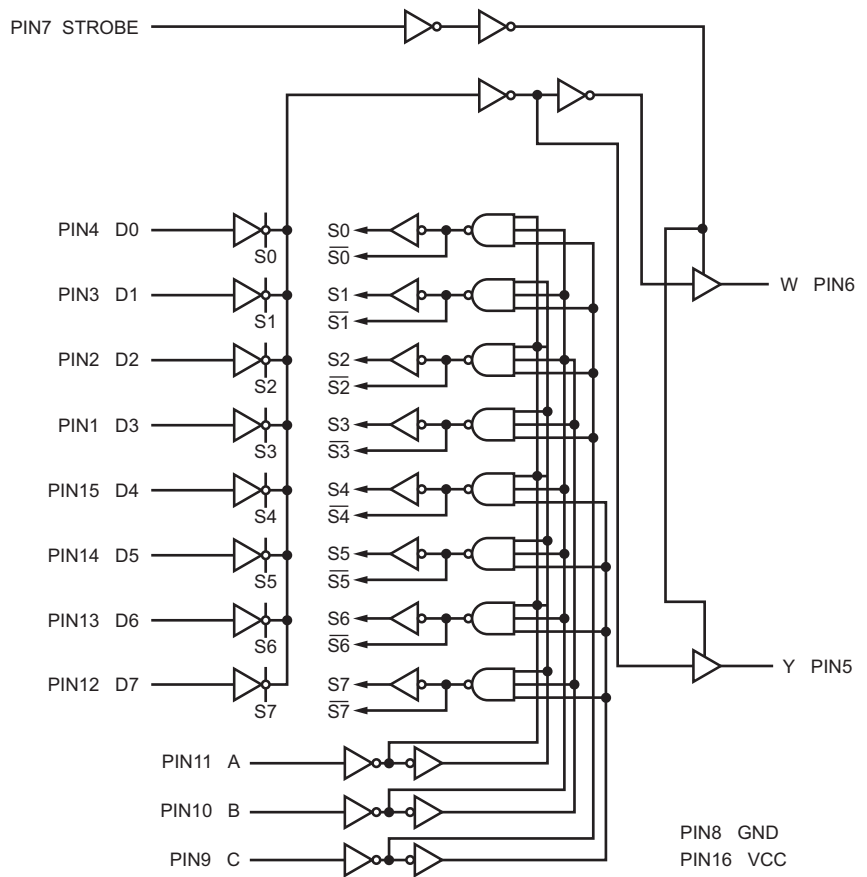 PIN7 STROBE
PIN4 D0
S0
S0
S0
W PIN6
PIN3 D1
S1
S1
S1
PIN2 D2
S2
S2
S2
PIN1 D3
S3
S3
S3
PIN15 D4
S4
S4
S4
PIN14 D5
S5
S5
S5
PIN13 D6
S6
S6
S6
Y PIN5
PIN12 D7
S7
S7
S7
PIN11 A
PIN10 B
PIN9 C
PIN8 GND
PIN16 VCC